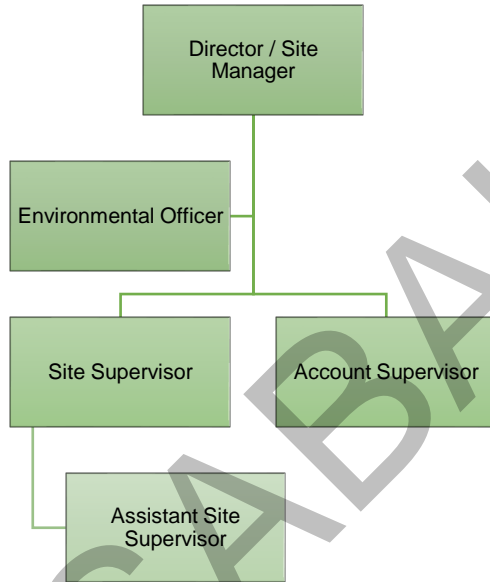 Director / Site
Manager
Environmental Officer
Site Supervisor
Account Supervisor
Assistant Site
Supervisor